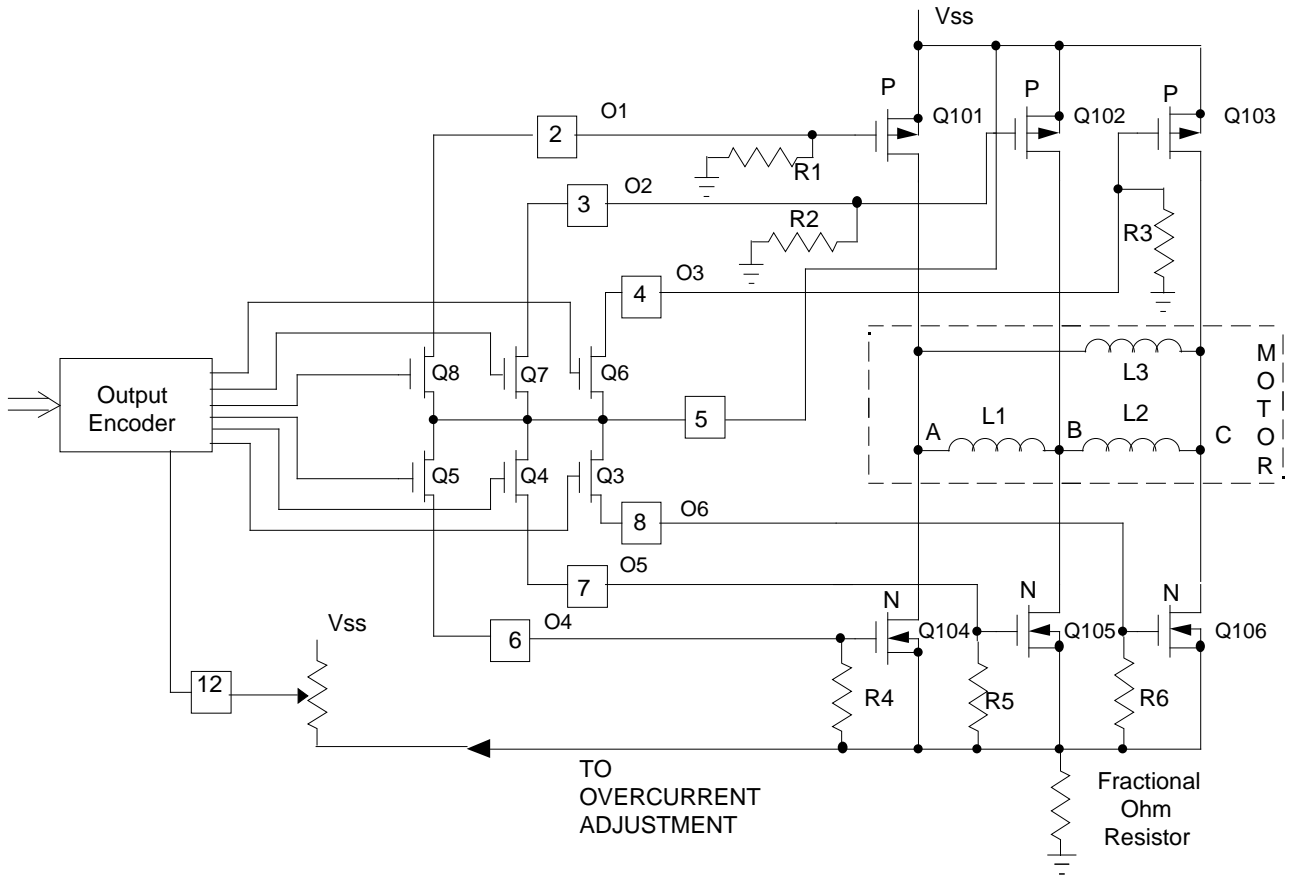 Vss
P
Q101
P
Q102
P
Q103
2
O1
R1
3
O2
R2
4
O3
R3
Output
Encoder
Q8
Q7
Q6
5
L3
A
L1
B
L2
C
MOTOR
Q5
Q4
Q3
8
O6
7
O5
6
O4
N
Q104
N
Q105
N
Q106
Vss
12
R4
R5
R6
TO
OVERCURRENT
ADJUSTMENT
Fractional
Ohm
Resistor